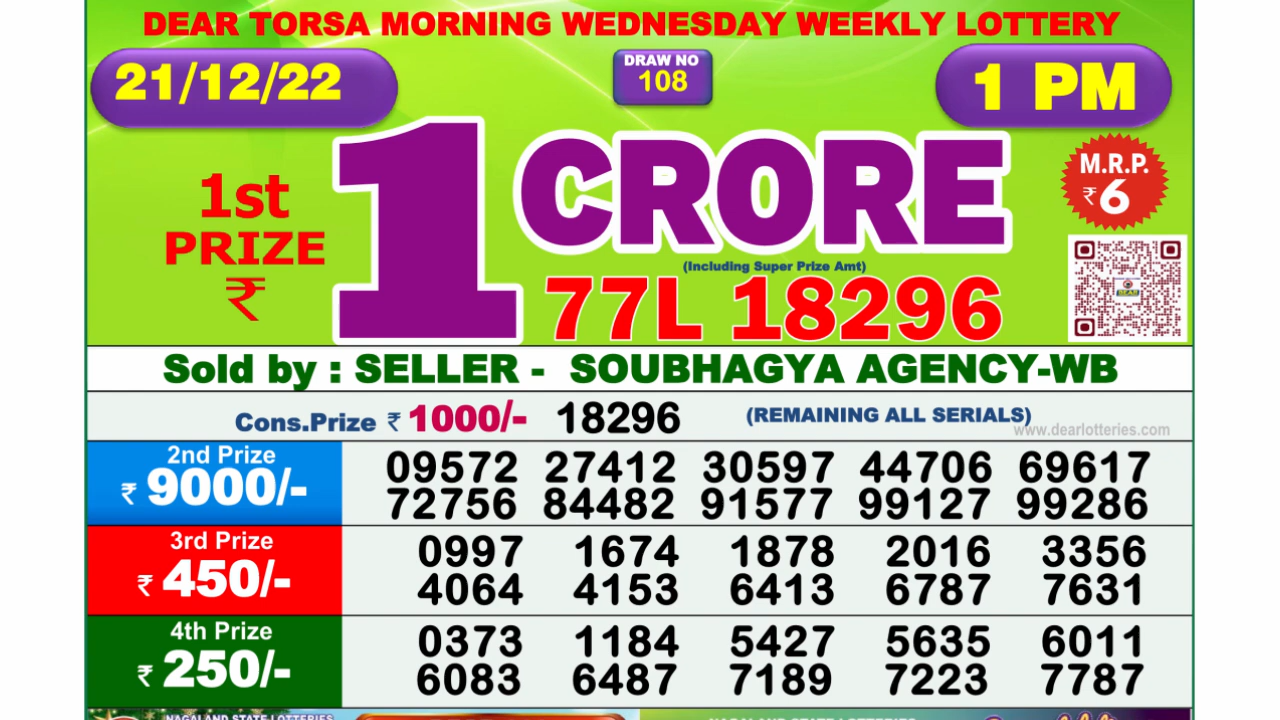 DEAR TORSA MORNING WEDNESDAY WEEKLY LOTTERY
21/12/22
DRAW NO
108
1 PM
1st
PRIZE
₹
1 CRORE
(Including Super Prize Amt)
77L 18296
M.R.P.
₹ 6
DEAR
Sold by : SELLER - SOUBHAGYA AGENCY-WB
Cons.Prize ₹ 1000/- 18296 (REMAINING ALL SERIALS)
www.dearlotteries.com
2nd Prize
₹ 9000/-
09572 27412 30597 44706 69617
72756 84482 91577 99127 99286
3rd Prize
₹ 450/-
0997 1674 1878 2016 3356
4064 4153 6413 6787 7631
4th Prize
₹ 250/-
0373 1184 5427 5635 6011
6083 6487 7189 7223 7787
NAGALAND STATE LOTTERIES
NAGALAND STATE LOTTERIES